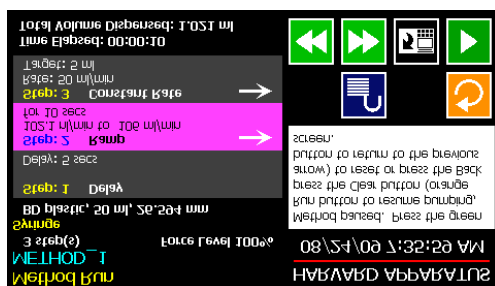 Method Run
METHOD_1
3 step(s) Force Level 100%
Syringe
BD plastic, 50 ml, 26.594 mm
Step: 1 Delay
Delay: 5 secs
Step: 2 Ramp
102.1 nl/min to 106 ml/min
for 10 secs
Step: 3 Constant Rate
Rate: 50 ml/min
Target: 5 ml
Time Elapsed: 00:00:10
Total Volume Dispensed: 1.021 ml
HARVARD APPARATUS
08/24/09 7:35:59 AM
Method paused. Press the green
Run button to resume pumping,
press the Clear button (orange
arrow) to reset or press the Back
button to return to the previous
screen.